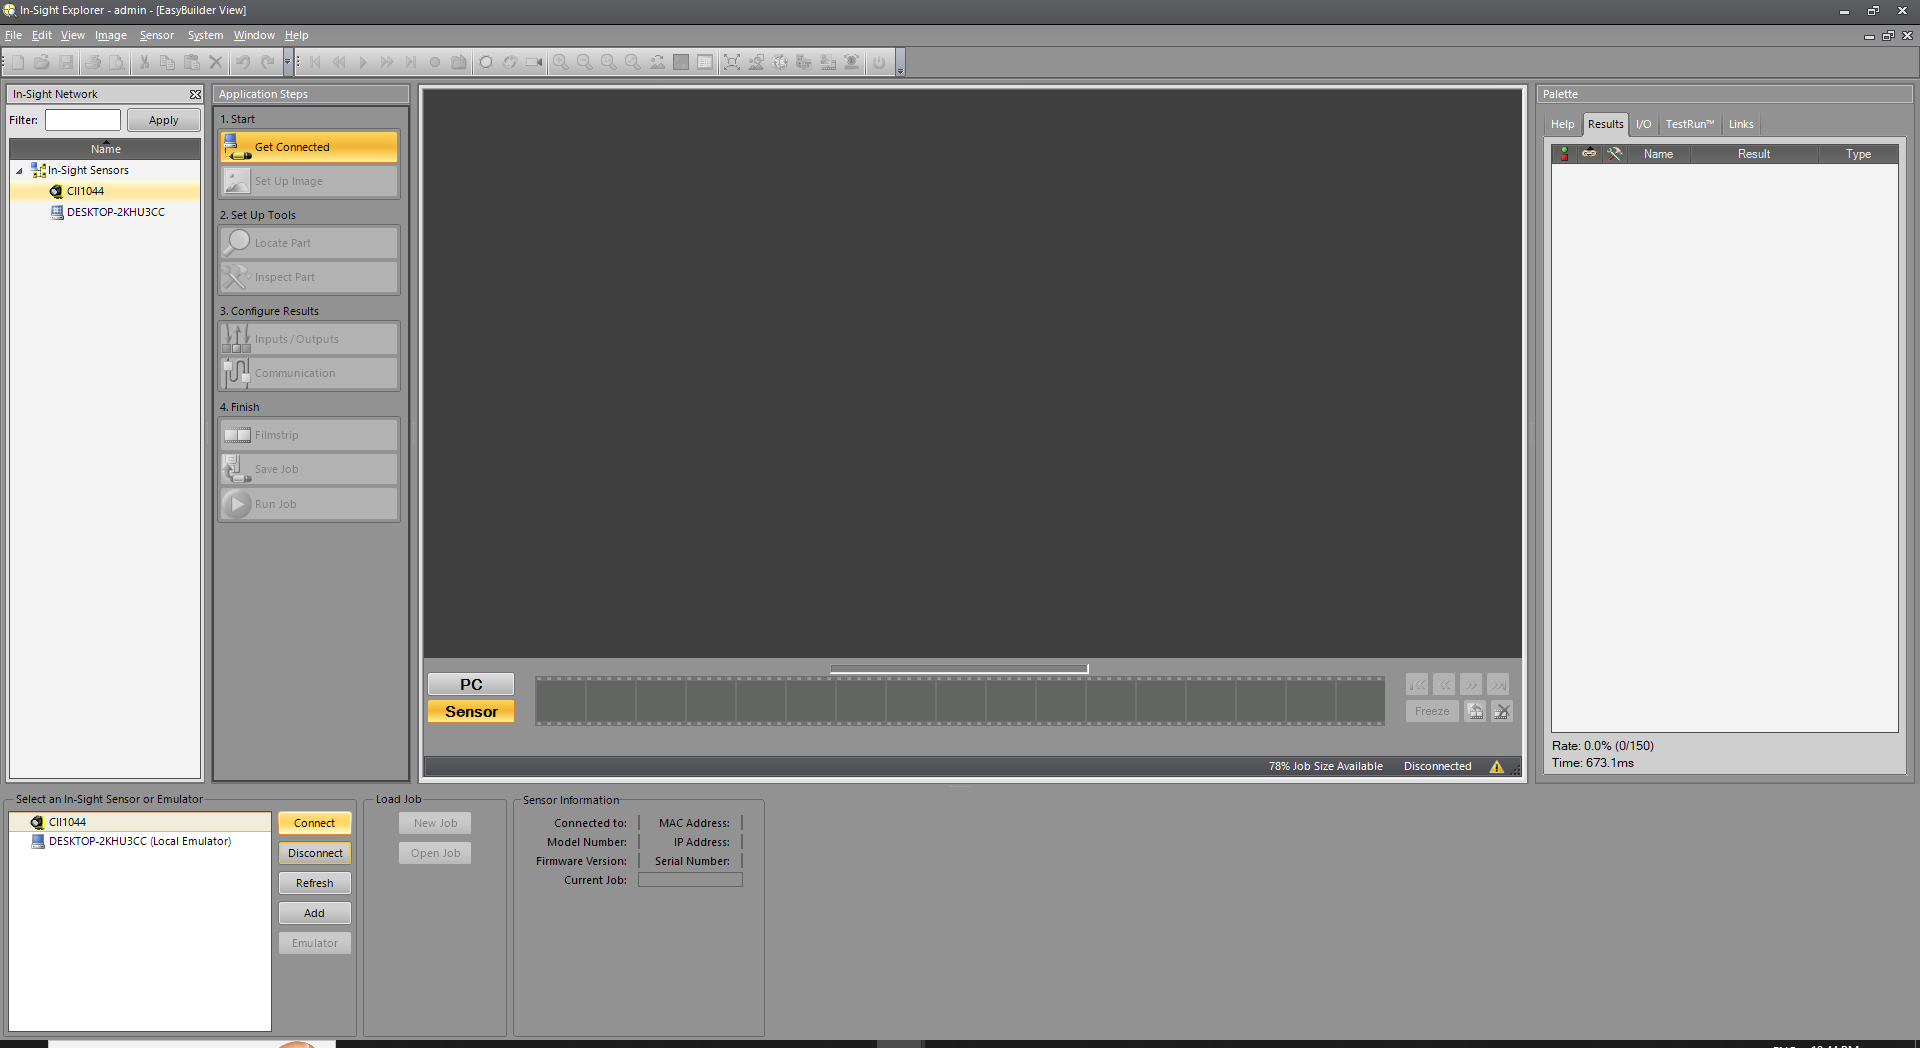 In-Sight Explorer - admin - [EasyBuilder View]
File Edit View Image Sensor System Window Help
In-Sight Network
Filter: Apply
Name
In-Sight Sensors
CII1044
DESKTOP-2KHU3CC
Application Steps
1. Start
Get Connected
Set Up Image
2. Set Up Tools
Locate Part
Inspect Part
3. Configure Results
Inputs / Outputs
Communication
4. Finish
Filmstrip
Save Job
Run Job
PC
Sensor
Freeze
78% Job Size Available Disconnected
Palette
Help Results I/O TestRun™ Links
Name Result Type
Rate: 0.0% (0/150)
Time: 673.1ms
Select an In-Sight Sensor or Emulator
CII1044
DESKTOP-2KHU3CC (Local Emulator)
Connect
Disconnect
Refresh
Add
Emulator
Load Job
New Job
Open Job
Sensor Information
Connected to: MAC Address:
Model Number: IP Address:
Firmware Version: Serial Number:
Current Job: